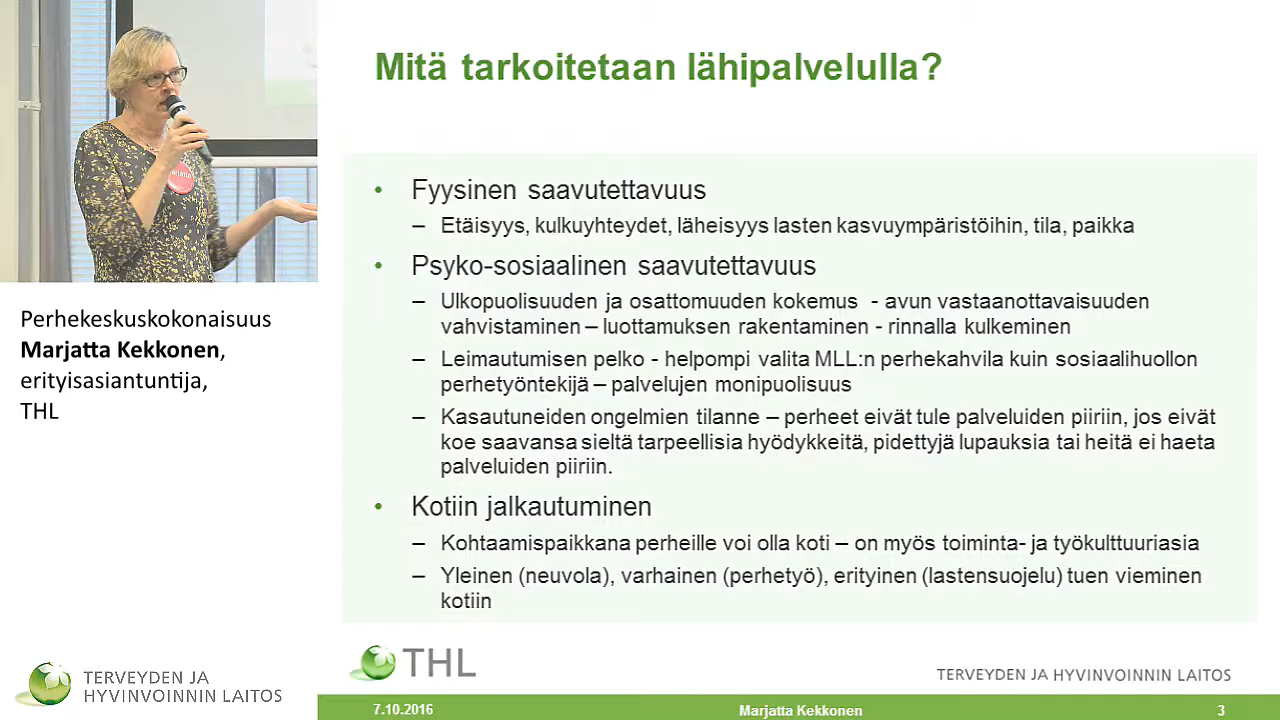 Mitä tarkoitetaan lähipalvelulla?
• Fyysinen saavutettavuus
– Etäisyys, kulkuyhteydet, läheisyys lasten kasvuympäristöihin, tila, paikka
• Psyko-sosiaalinen saavutettavuus
– Ulkopuolisuuden ja osattomuuden kokemus - avun vastaanottavaisuuden
vahvistaminen – luottamuksen rakentaminen - rinnalla kulkeminen
– Leimautumisen pelko - helpompi valita MLL:n perhekahvila kuin sosiaalihuollon
perhetyöntekijä – palvelujen monipuolisuus
– Kasautuneiden ongelmien tilanne – perheet eivät tule palveluiden piiriin, jos eivät
koe saavansa sieltä tarpeellisia hyödykkeitä, pidettyjä lupauksia tai heitä ei haeta
palveluiden piiriin.
• Kotiin jalkautuminen
– Kohtaamispaikkana perheille voi olla koti – on myös toiminta- ja työkulttuuriasia
– Yleinen (neuvola), varhainen (perhetyö), erityinen (lastensuojelu) tuen vieminen
kotiin
Perhekeskuskokonaisuus
Marjatta Kekkonen,
erityisasiantuntija,
THL
TERVEYDEN JA
HYVINVOINNIN LAITOS
THL
TERVEYDEN JA HYVINVOINNIN LAITOS
7.10.2016
Marjatta Kekkonen
3